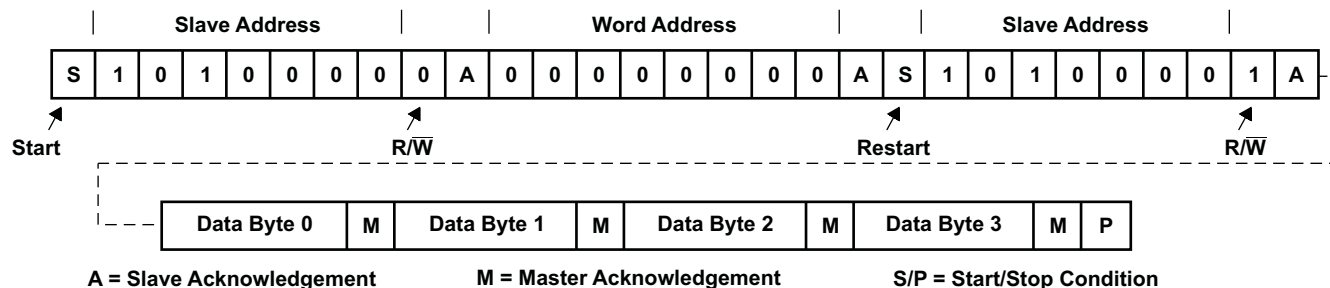 Slave Address Word Address Slave Address
S 1 0 1 0 0 0 0 0 A 0 0 0 0 0 0 0 0 A S 1 0 1 0 0 0 0 1 A
Start R/W̅ Restart R/W̅
Data Byte 0 M Data Byte 1 M Data Byte 2 M Data Byte 3 M P
A = Slave Acknowledgement M = Master Acknowledgement S/P = Start/Stop Condition